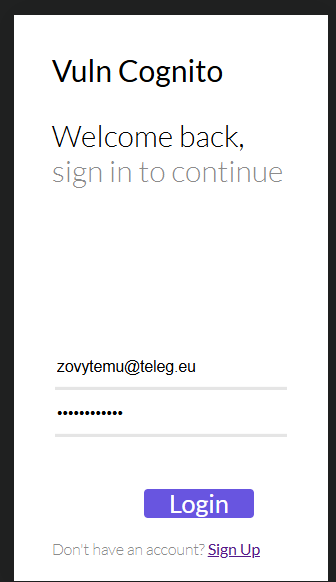 Vuln Cognito
Welcome back,
sign in to continue
zovytemu@teleg.eu
••••••••••••
Login
Don't have an account? Sign Up